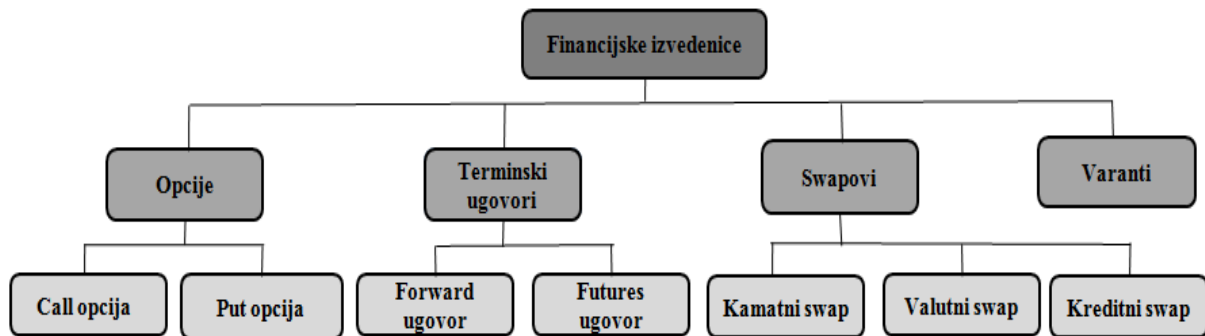 Financijske izvedenice
Opcije
Terminski
ugovori
Swapovi
Varanti
Call opcija
Put opcija
Forward
ugovor
Futures
ugovor
Kamatni swap
Valutni swap
Kreditni swap